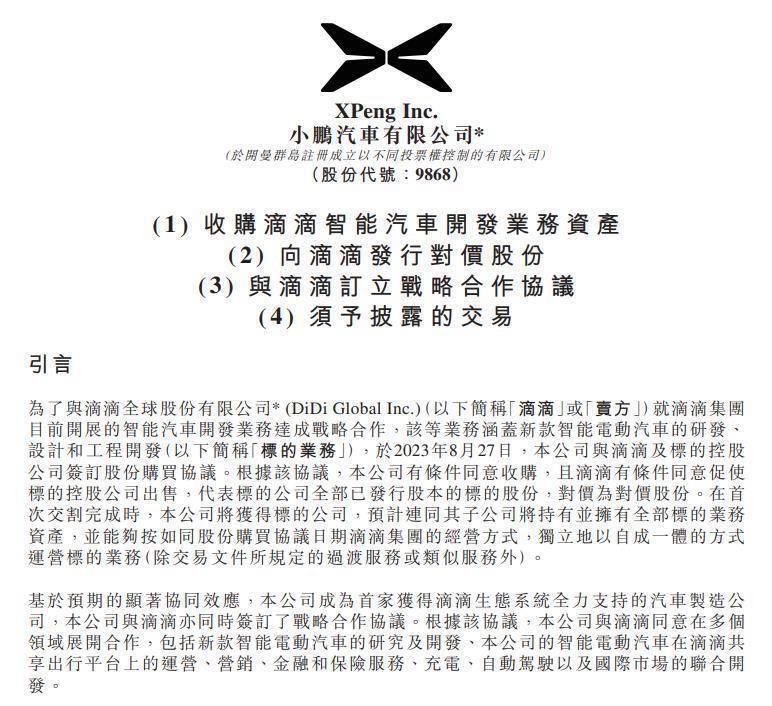 XPeng Inc.
小鵬汽車有限公司*
(於開曼群島註冊成立以不同投票權控制的有限公司)
(股份代號：9868)
(1) 收購滴滴智能汽車開發業務資產
(2) 向滴滴發行對價股份
(3) 與滴滴訂立戰略合作協議
(4) 須予披露的交易
引言
為了與滴滴全球股份有限公司* (DiDi Global Inc.) (以下簡稱「滴滴」或「賣方」) 就滴滴集團
目前開展的智能汽車開發業務達成戰略合作，該等業務涵蓋新款智能電動汽車的研發、
設計和工程開發 (以下簡稱「標的業務」)，於2023年8月27日，本公司與滴滴及標的控股
公司簽訂股份購買協議。根據該協議，本公司有條件同意收購，且滴滴有條件同意促使
標的控股公司出售，代表標的公司全部已發行股本的標的股份，對價為對價股份。在首
次交割完成時，本公司將獲得標的公司，預計連同其子公司將持有並擁有全部標的業務
資產，並能夠按如同股份購買協議日期滴滴集團的經營方式，獨立地以自成一體的方式
運營標的業務 (除交易文件所規定的過渡服務或類似服務外)。
基於預期的顯著協同效應，本公司成為首家獲得滴滴生態系統全力支持的汽車製造公
司，本公司與滴滴亦同時簽訂了戰略合作協議。根據該協議，本公司與滴滴同意在多個
領域展開合作，包括新款智能電動汽車的研究及開發、本公司的智能電動汽車在滴滴共
享出行平台上的運營、營銷、金融和保險服務、充電、自動駕駛以及國際市場的聯合開
發。